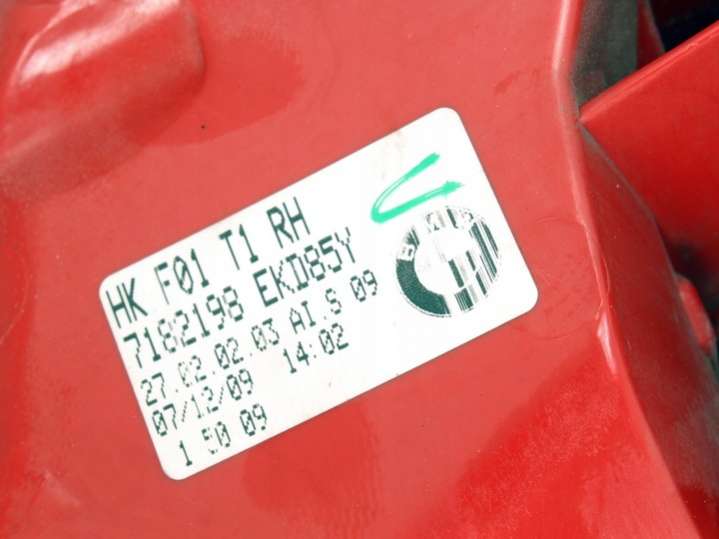 HK F01 T1 RH
7182198 EKD85Y
27.02.02.03 AI.S 09
07/12/09 14:02
1 50 09